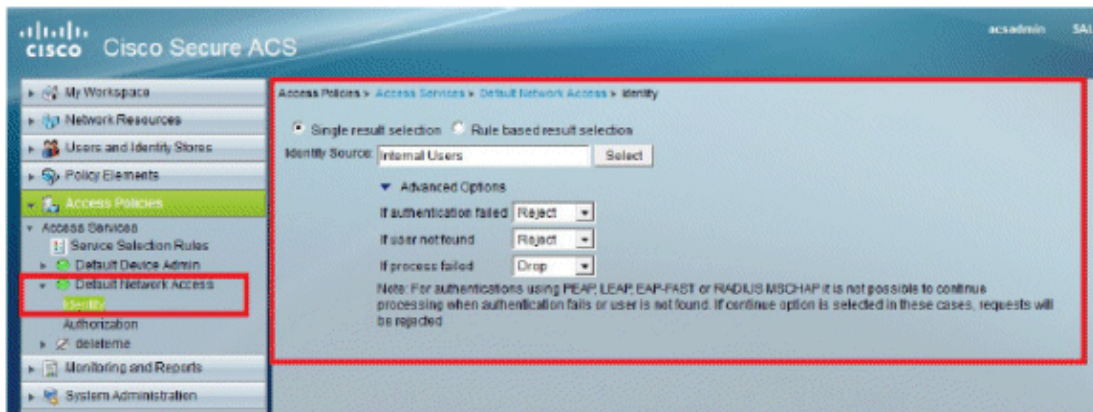 cisco Cisco Secure ACS
acsadmin
My Workspace
Network Resources
Users and Identity Stores
Policy Elements
Access Policies
Access Services
Service Selection Rules
Default Device Admin
Default Network Access
Identity
Authorization
deleteme
Monitoring and Reports
System Administration
Access Policies > Access Services > Default Network Access > Identity
Single result selection Rule based result selection
Identity Source: Internal Users Select
Advanced Options
If authentication failed Reject
If user not found Reject
If process failed Drop
Note: For authentications using PEAP, LEAP, EAP-FAST or RADIUS MSCHAP it is not possible to continue
processing when authentication fails or user is not found. If continue option is selected in these cases, requests will
be rejected